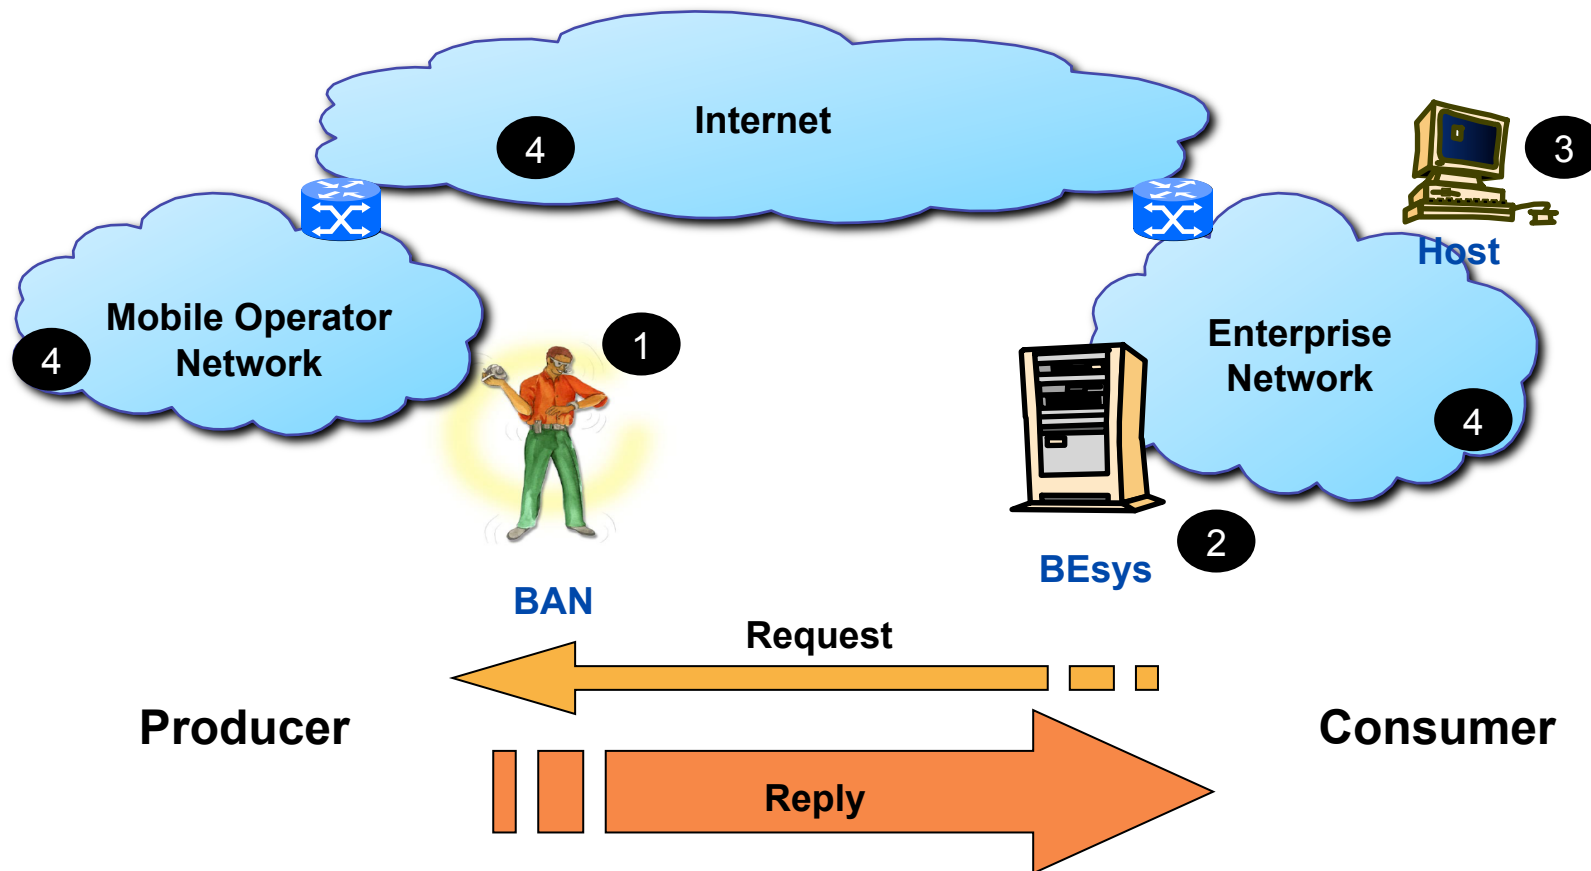 Internet
4
3
Host
Mobile Operator
Network
4
1
Enterprise
Network
4
2
BEsys
BAN
Request
Producer
Consumer
Reply